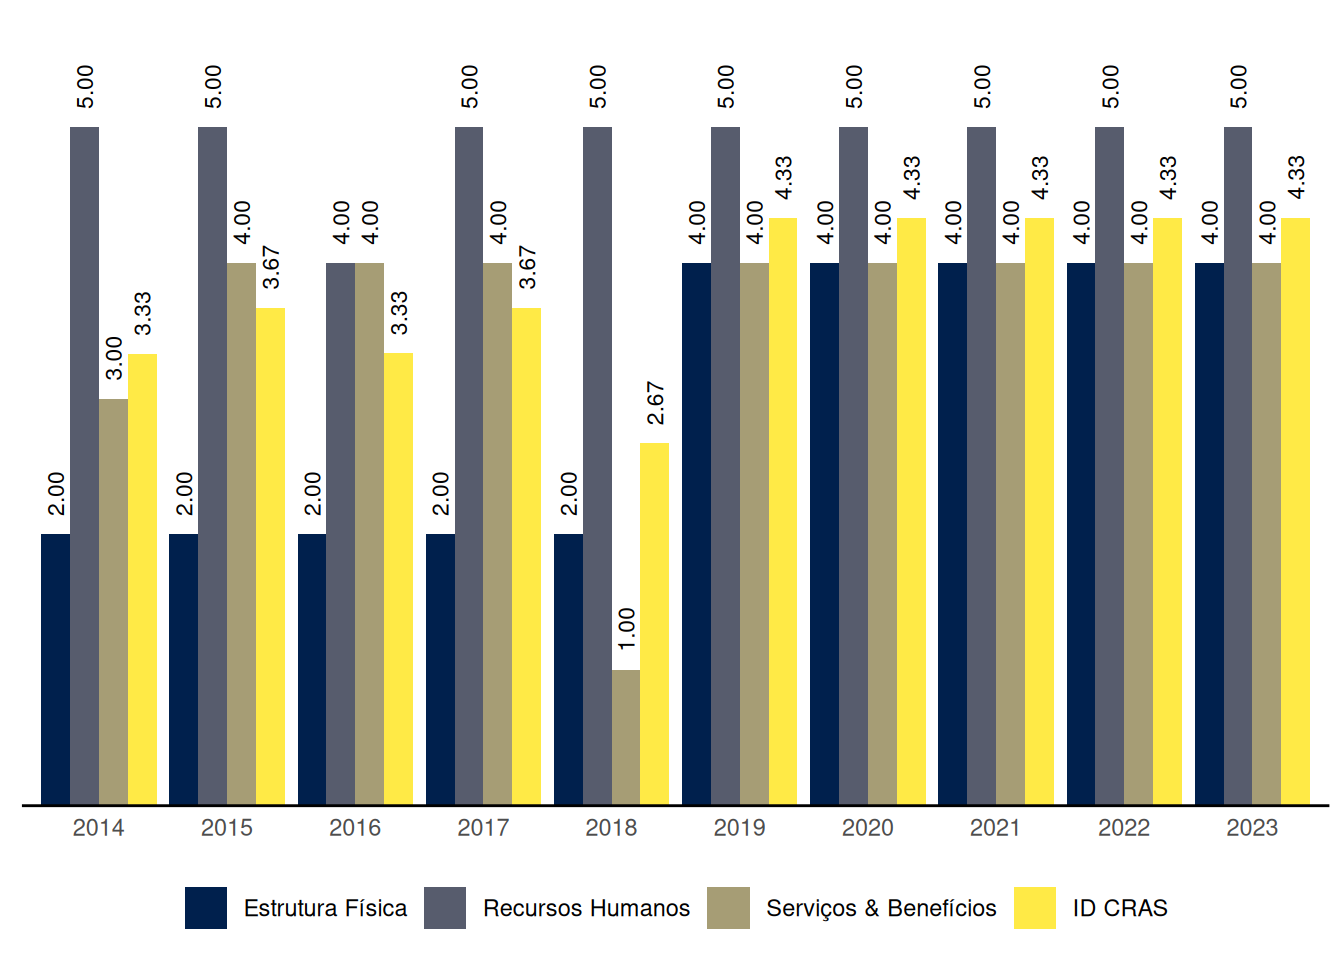 5.00 5.00 5.00 5.00 5.00 5.00 5.00 5.00 5.00
4.33 4.33 4.33 4.33 4.33
4.00 4.00 4.00 4.00 4.00 4.00 4.00 4.00 4.00 4.00 4.00 4.00 4.00 4.00
3.67 3.67
3.33 3.33
3.00
2.67
2.00 2.00 2.00 2.00 2.00
1.00
2014 2015 2016 2017 2018 2019 2020 2021 2022 2023
Estrutura Física Recursos Humanos Serviços & Benefícios ID CRAS